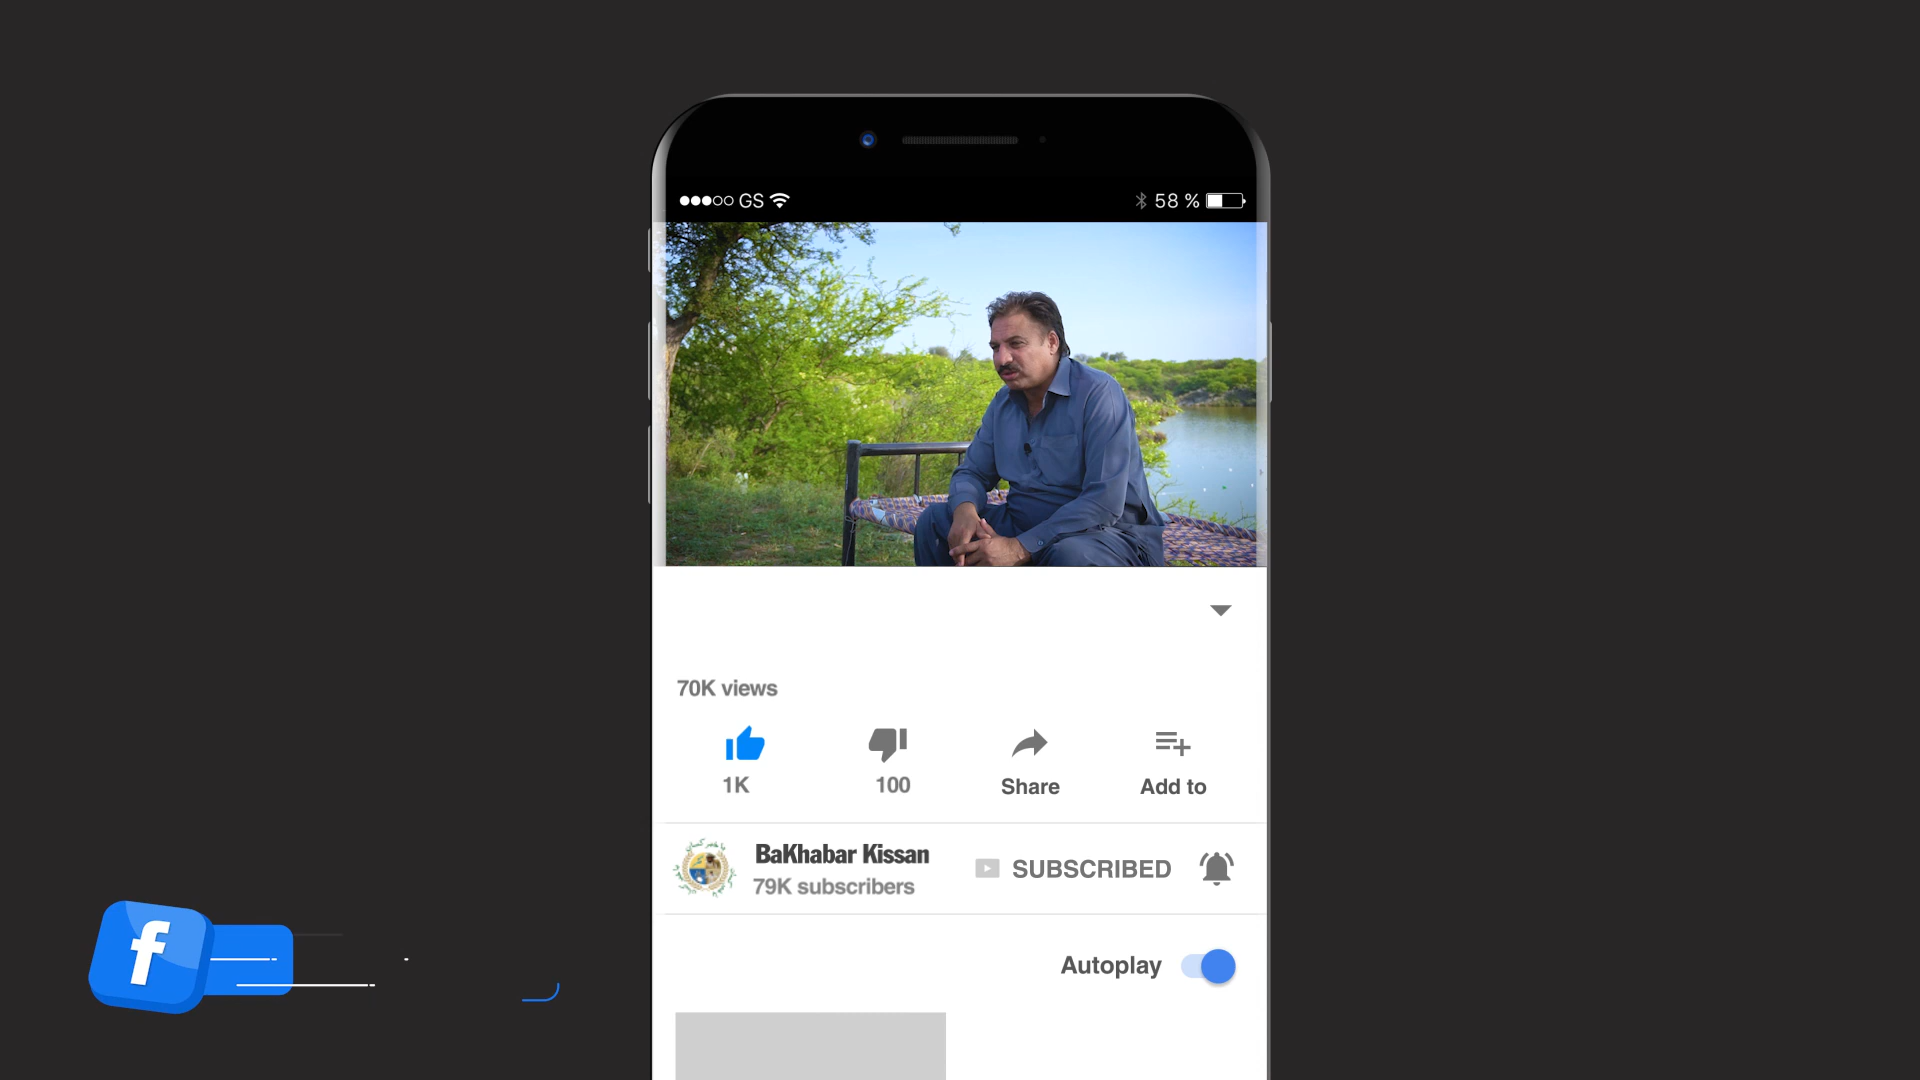 GS 58 %
70K views
1K 100 Share Add to
BaKhabar Kissan
79K subscribers
SUBSCRIBED
Autoplay
f